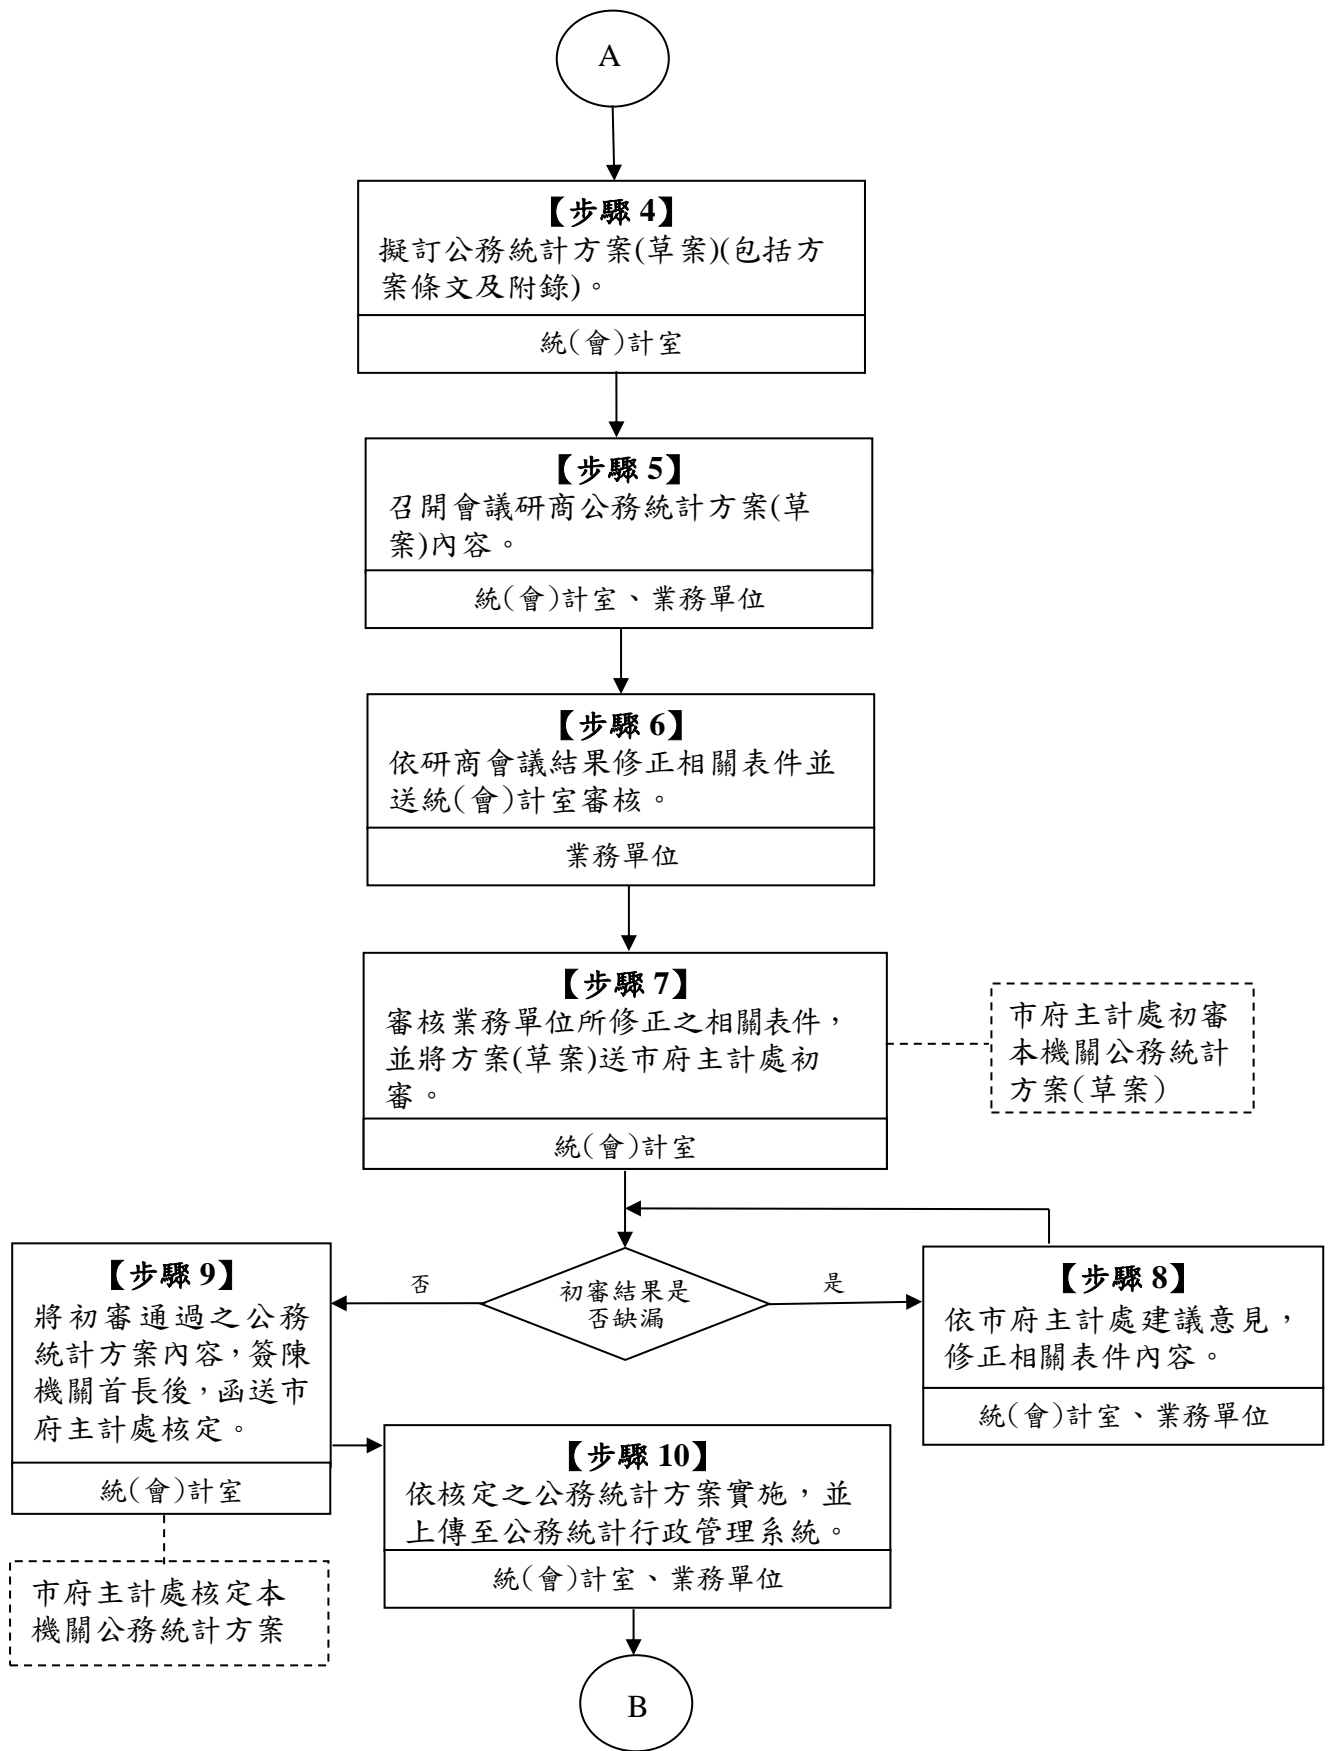 A
【步驟 4】
擬訂公務統計方案(草案)(包括方
案條文及附錄)。
統(會)計室
【步驟 5】
召開會議研商公務統計方案(草
案)內容。
統(會)計室、業務單位
【步驟 6】
依研商會議結果修正相關表件並
送統(會)計室審核。
業務單位
【步驟 7】
審核業務單位所修正之相關表件，
並將方案(草案)送市府主計處初
審。
統(會)計室
市府主計處初審
本機關公務統計
方案(草案)
初審結果是
否缺漏
是
【步驟 8】
依市府主計處建議意見，
修正相關表件內容。
統(會)計室、業務單位
否
【步驟 9】
將初審通過之公務
統計方案內容，簽陳
機關首長後，函送市
府主計處核定。
統(會)計室
市府主計處核定本
機關公務統計方案
【步驟 10】
依核定之公務統計方案實施，並
上傳至公務統計行政管理系統。
統(會)計室、業務單位
B